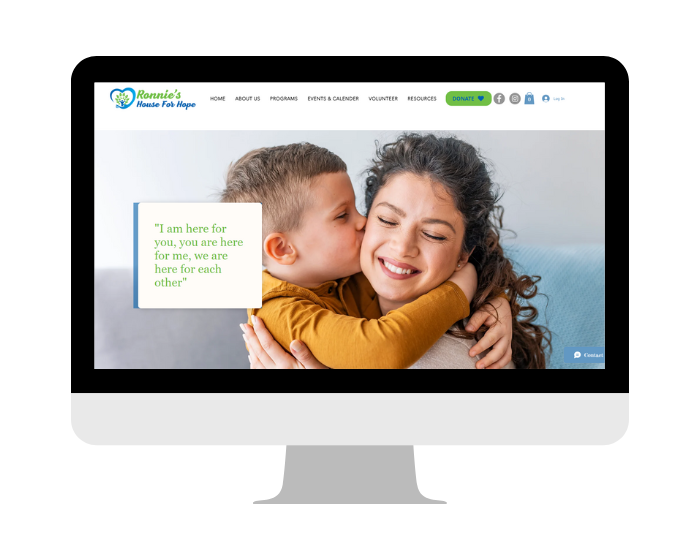 Ronnie's
House For Hope
HOME ABOUT US PROGRAMS EVENTS & CALENDER VOLUNTEER RESOURCES DONATE 0 Log In
"I am here for
you, you are here
for me, we are
here for each
other"
Contact